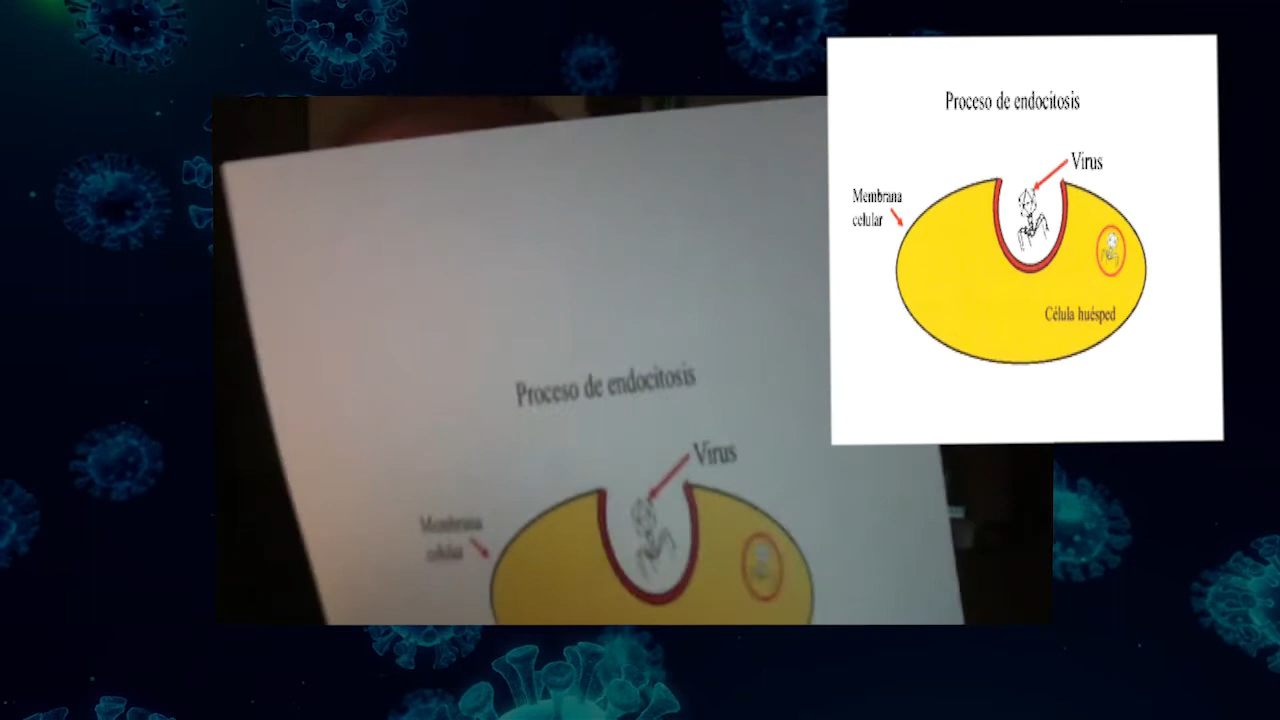 Proceso de endocitosis
Virus
Membrana
celular
Célula huésped
Proceso de endocitosis
Virus
Membrana
celular